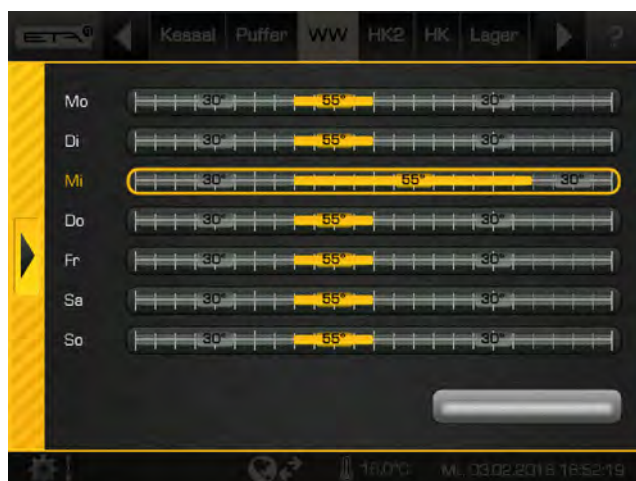 ETA Kessel Puffer WW HK2 HK Lager ?
Mo 30° 55° 30°
Di 30° 55° 30°
Mi 30° 55° 30°
Do 30° 55° 30°
Fr 30° 55° 30°
Sa 30° 55° 30°
So 30° 55° 30°
16,0°C Mi., 03.02.2016 16:52:19